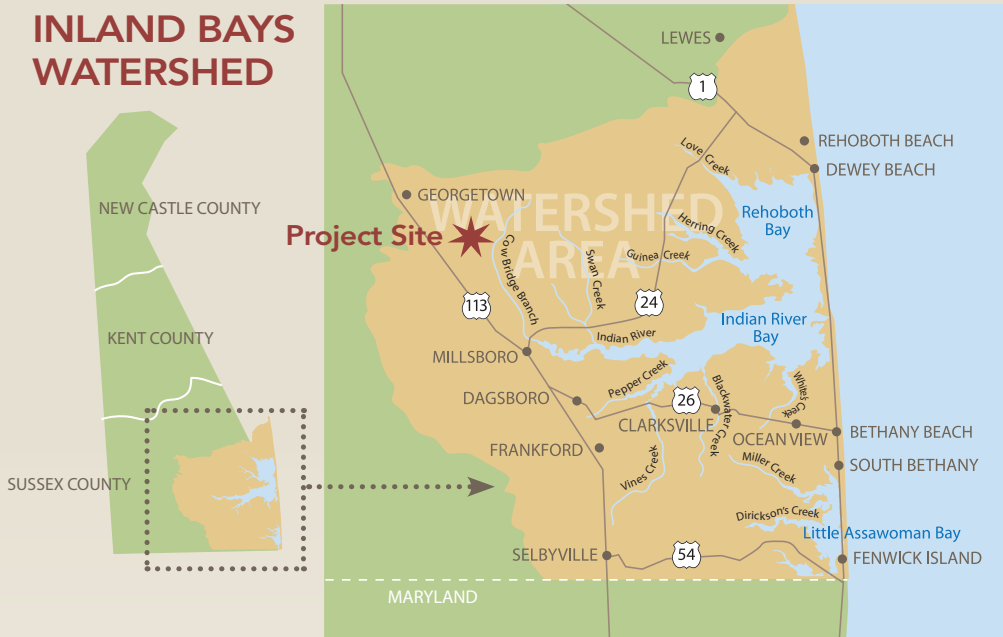 INLAND BAYS
WATERSHED
NEW CASTLE COUNTY
KENT COUNTY
SUSSEX COUNTY
LEWES
1
REHOBOTH BEACH
DEWEY BEACH
Love Creek
GEORGETOWN
WATERSHED
AREA
Project Site
Rehoboth
Bay
Herring Creek
Guinea Creek
Swan Creek
Cow Bridge Branch
113
24
Indian River
Indian River
Bay
MILLSBORO
Pepper Creek
DAGSBORO
26
Blackwater Creek
White's Creek
CLARKSVILLE
OCEAN VIEW
BETHANY BEACH
FRANKFORD
Vines Creek
Miller Creek
SOUTH BETHANY
Dirickson's Creek
Little Assawoman Bay
SELBYVILLE
54
FENWICK ISLAND
MARYLAND